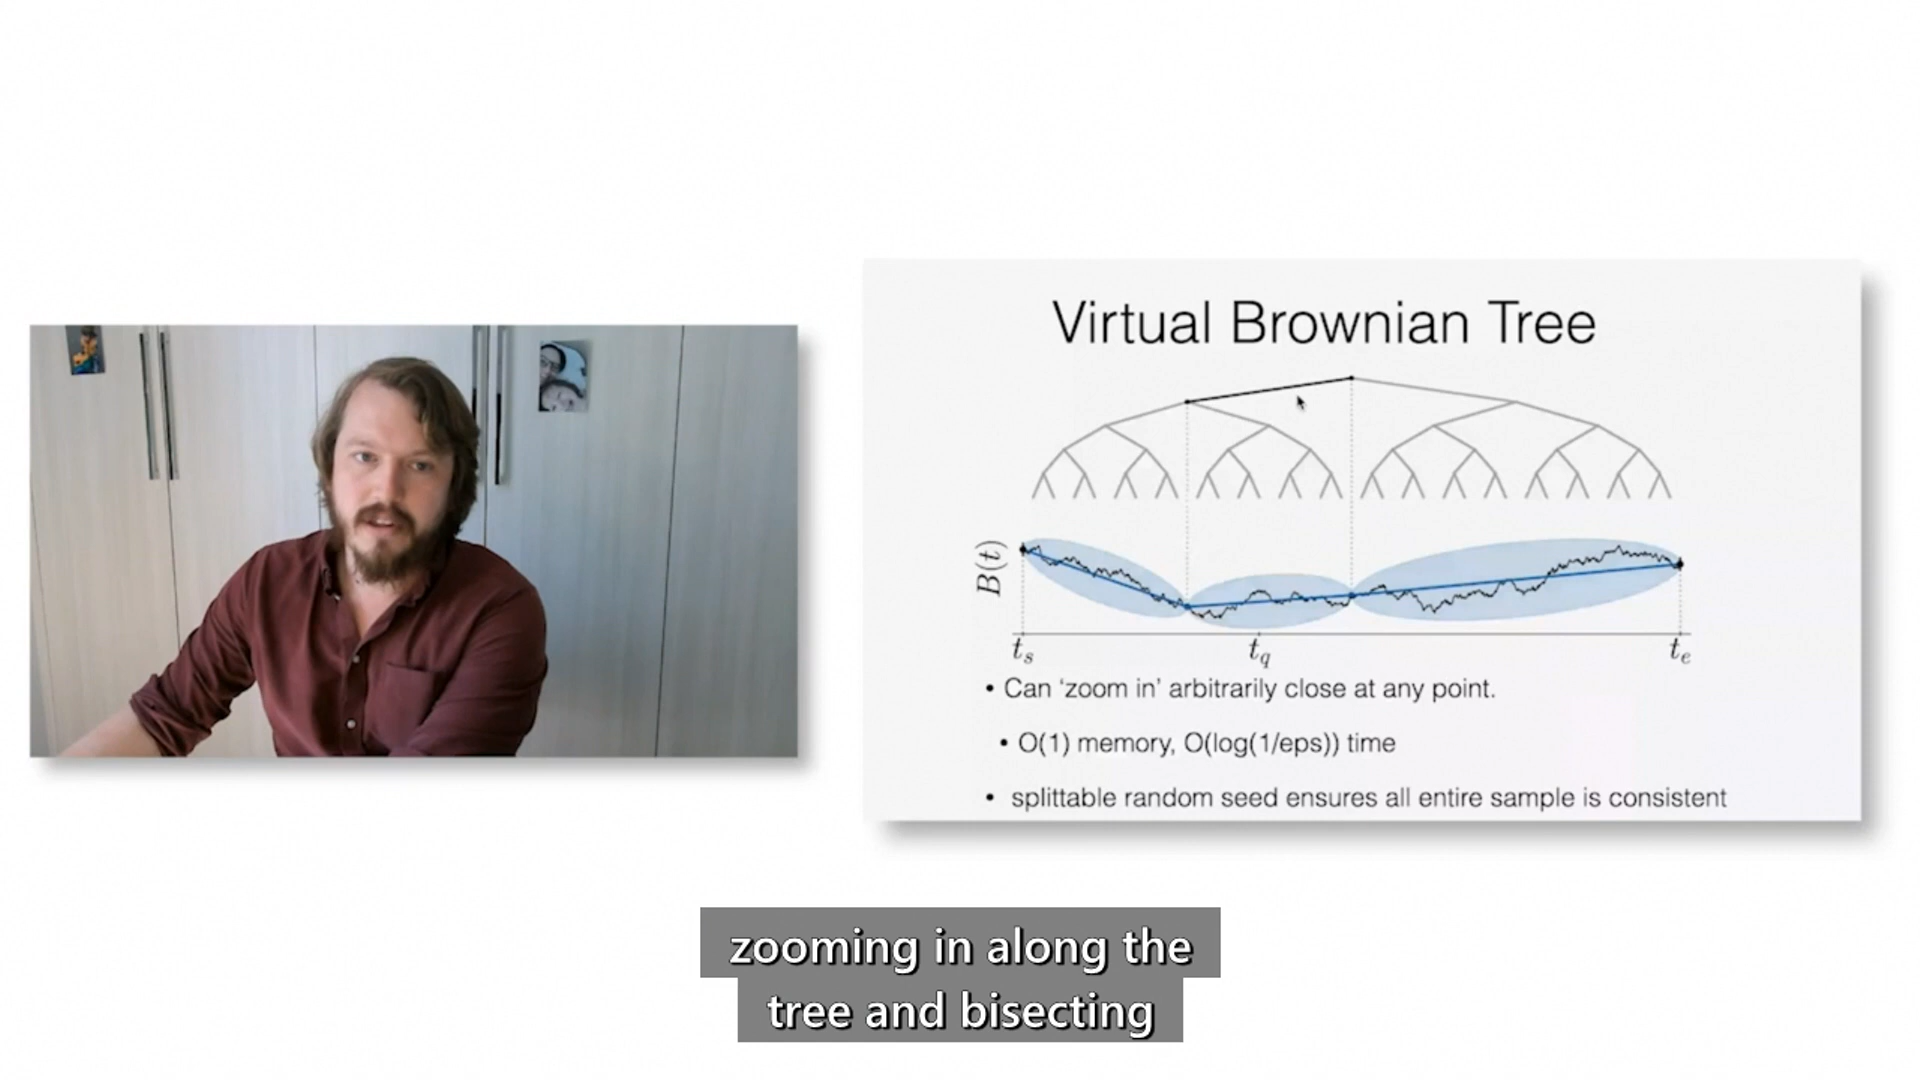 Virtual Brownian Tree
B(t)
t_s t_q t_e
• Can ‘zoom in’ arbitrarily close at any point.
• O(1) memory, O(log(1/eps)) time
• splittable random seed ensures all entire sample is consistent
zooming in along the
tree and bisecting